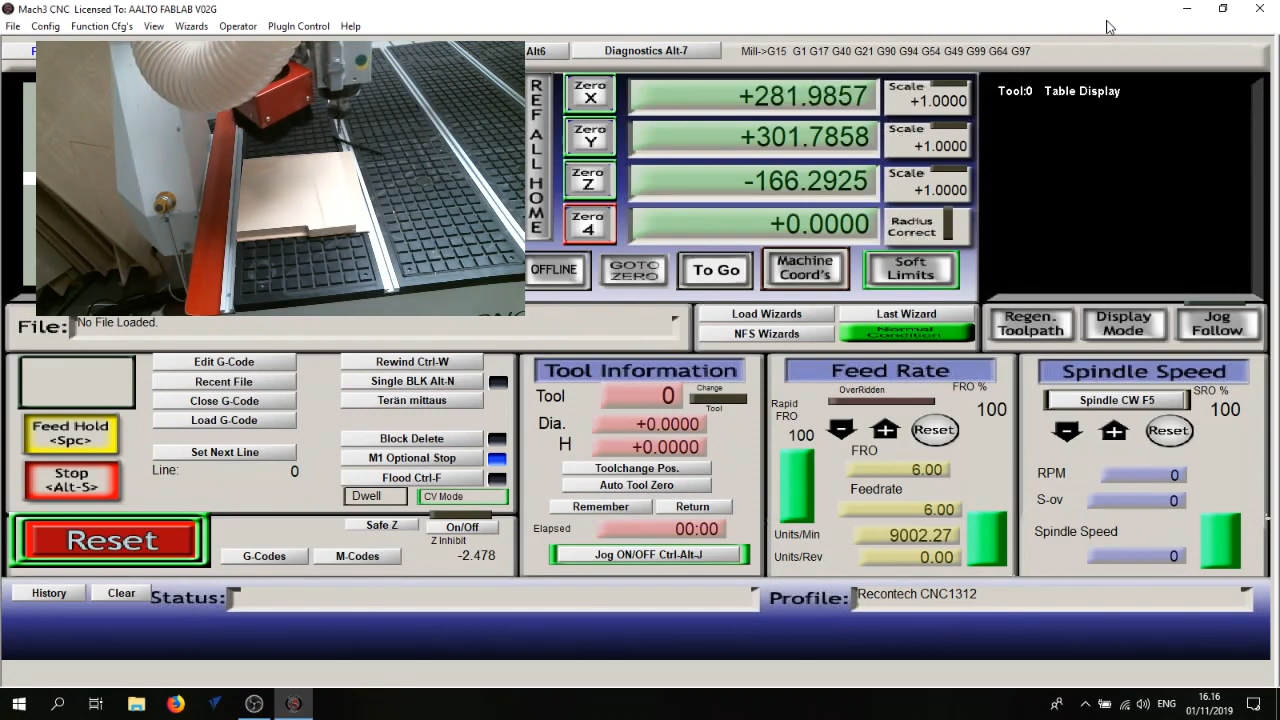 Mach3 CNC Licensed To: AALTO FABLAB V02G
File Config Function Cfg's View Wizards Operator PlugIn Control Help
Alt6 Diagnostics Alt-7 Mill->G15 G1 G17 G40 G21 G90 G94 G54 G49 G99 G64 G97
REF ALL HOME
Zero X +281.9857 Scale +1.0000
Zero Y +301.7858 Scale +1.0000
Zero Z -166.2925 Scale +1.0000
Zero 4 +0.0000 Radius Correct
OFFLINE GOTO ZERO To Go Machine Coord's Soft Limits
Tool:0 Table Display
File: No File Loaded.
Load Wizards Last Wizard
NFS Wizards Normal Condition
Regen. Toolpath Display Mode Jog Follow
Edit G-Code
Recent File
Close G-Code
Load G-Code
Set Next Line
Line: 0
Feed Hold <Spc>
Stop <Alt-S>
Reset
Rewind Ctrl-W
Single BLK Alt-N
Terän mittaus
Block Delete
M1 Optional Stop
Flood Ctrl-F
Dwell CV Mode
Safe Z On/Off
Z Inhibit
G-Codes M-Codes -2.478
Tool Information
Tool 0 Change Tool
Dia. +0.0000
H +0.0000
Toolchange Pos.
Auto Tool Zero
Remember Return
Elapsed 00:00
Jog ON/OFF Ctrl-Alt-J
Feed Rate
OverRidden FRO %
Rapid FRO 100
100 Reset
FRO
6.00
Feedrate
6.00
Units/Min 9002.27
Units/Rev 0.00
Spindle Speed
Spindle CW F5 SRO %
100
Reset
RPM 0
S-ov 0
Spindle Speed
0
History Clear Status: Profile: Recontech CNC1312
ENG 16.16
01/11/2019